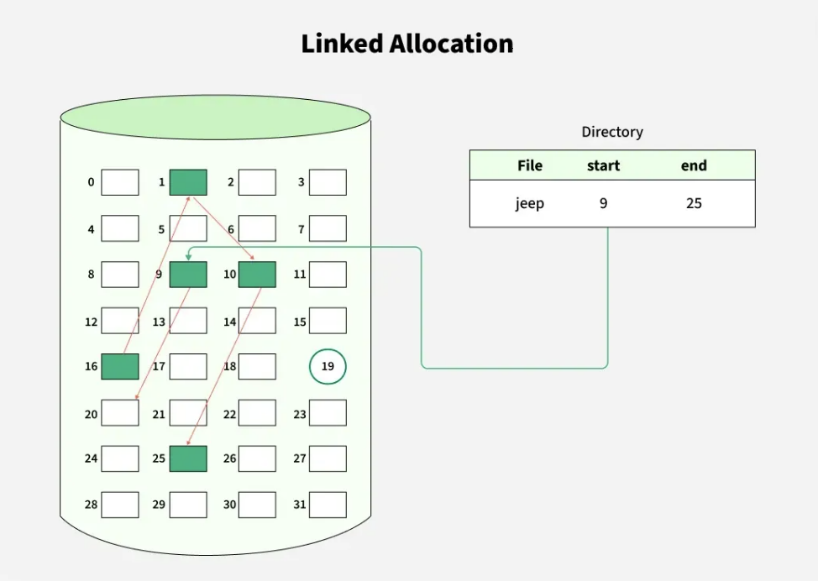 Linked Allocation
Directory
File start end
jeep 9 25
0 1 2 3
4 5 6 7
8 9 10 11
12 13 14 15
16 17 18 19
20 21 22 23
24 25 26 27
28 29 30 31